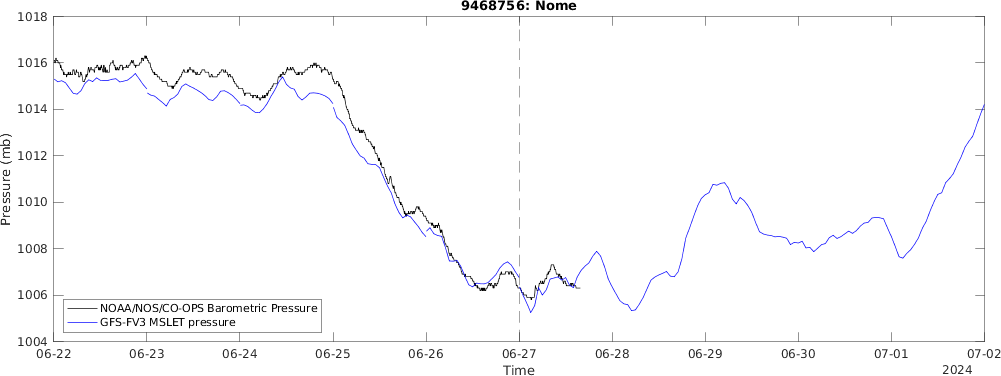 9468756: Nome
1018
1016
1014
1012
1010
1008
1006
1004
Pressure (mb)
NOAA/NOS/CO-OPS Barometric Pressure
GFS-FV3 MSLET pressure
06-22 06-23 06-24 06-25 06-26 06-27 06-28 06-29 06-30 07-01 07-02
Time
2024